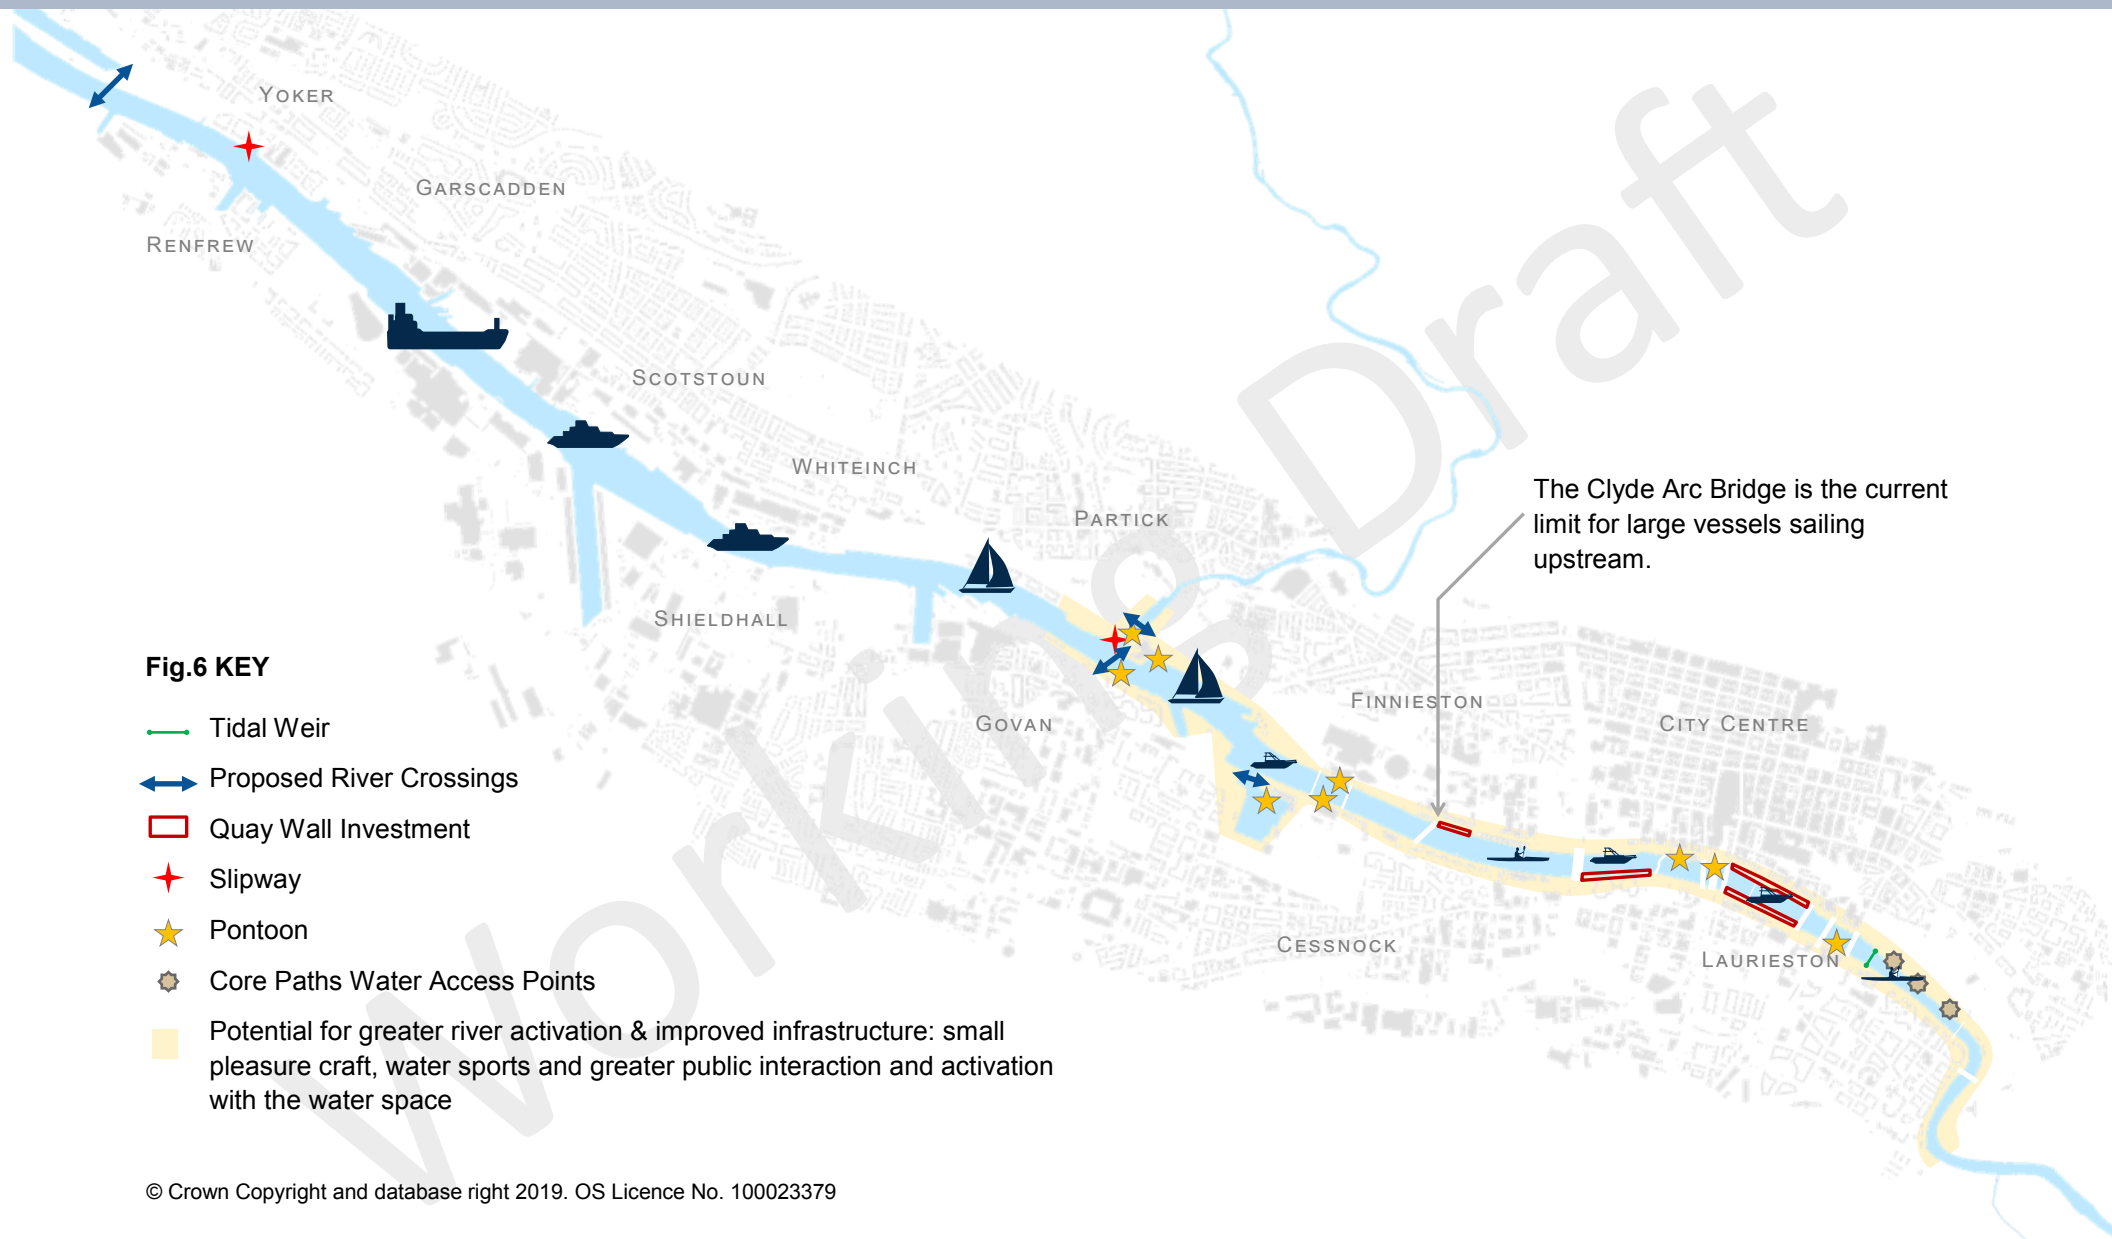 YOKER
GARSCADDEN
RENFREW
SCOTSTOUN
WHITEINCH
PARTICK
The Clyde Arc Bridge is the current
limit for large vessels sailing
upstream.
SHIELDHALL
GOVAN
FINNIESTON
CITY CENTRE
CESSNOCK
LAURIESTON
Fig.6 KEY
Tidal Weir
Proposed River Crossings
Quay Wall Investment
Slipway
Pontoon
Core Paths Water Access Points
Potential for greater river activation & improved infrastructure: small
pleasure craft, water sports and greater public interaction and activation
with the water space
© Crown Copyright and database right 2019. OS Licence No. 100023379
Working Draft